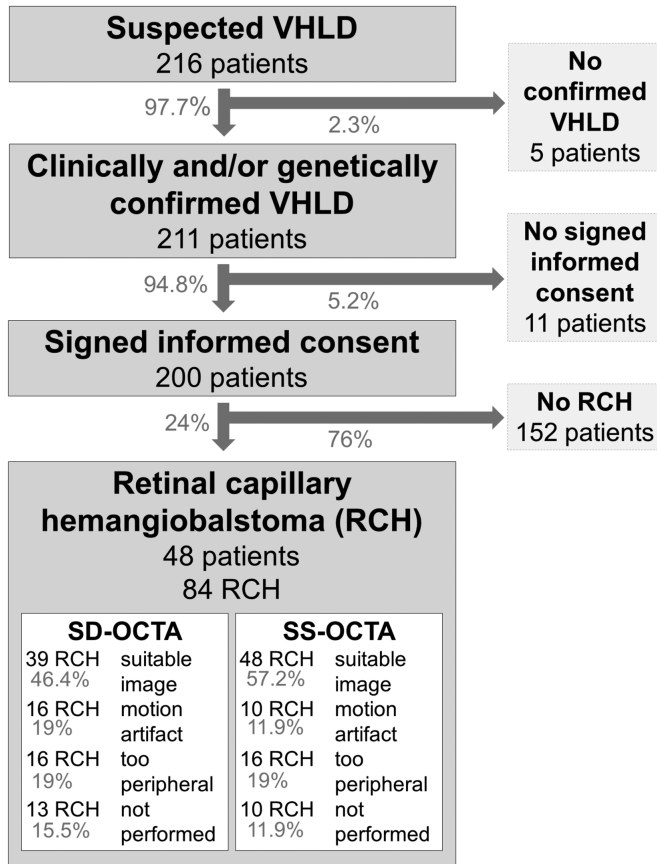 Suspected VHLD
216 patients
97.7%
2.3%
No
confirmed
VHLD
5 patients
Clinically and/or genetically
confirmed VHLD
211 patients
94.8%
5.2%
No signed
informed
consent
11 patients
Signed informed consent
200 patients
24%
76%
No RCH
152 patients
Retinal capillary
hemangiobalstoma (RCH)
48 patients
84 RCH
SD-OCTA
39 RCH suitable
46.4% image
16 RCH motion
19% artifact
16 RCH too
19% peripheral
13 RCH not
15.5% performed
SS-OCTA
48 RCH suitable
57.2% image
10 RCH motion
11.9% artifact
16 RCH too
19% peripheral
10 RCH not
11.9% performed